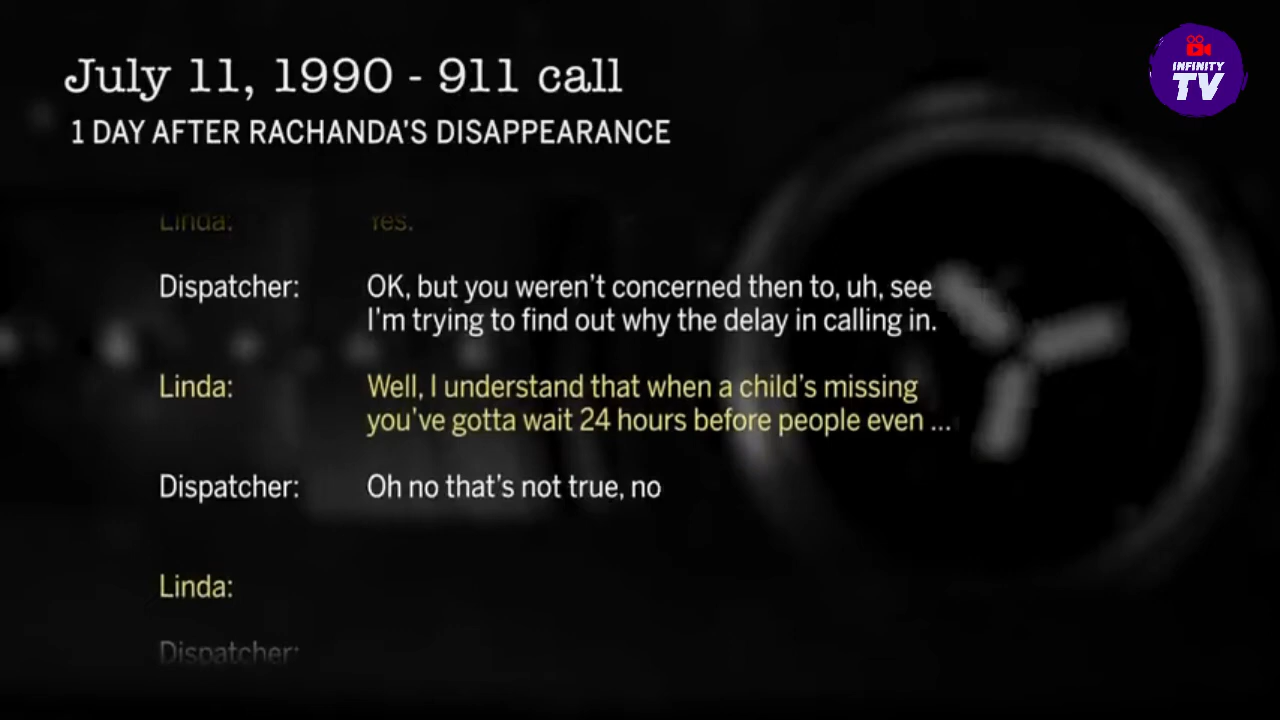 July 11, 1990 - 911 call
1 DAY AFTER RACHANDA'S DISAPPEARANCE
INFINITY
TV
Linda: Yes.
Dispatcher: OK, but you weren't concerned then to, uh, see
I'm trying to find out why the delay in calling in.
Linda: Well, I understand that when a child's missing
you've gotta wait 24 hours before people even ...
Dispatcher: Oh no that's not true, no
Linda:
Dispatcher: